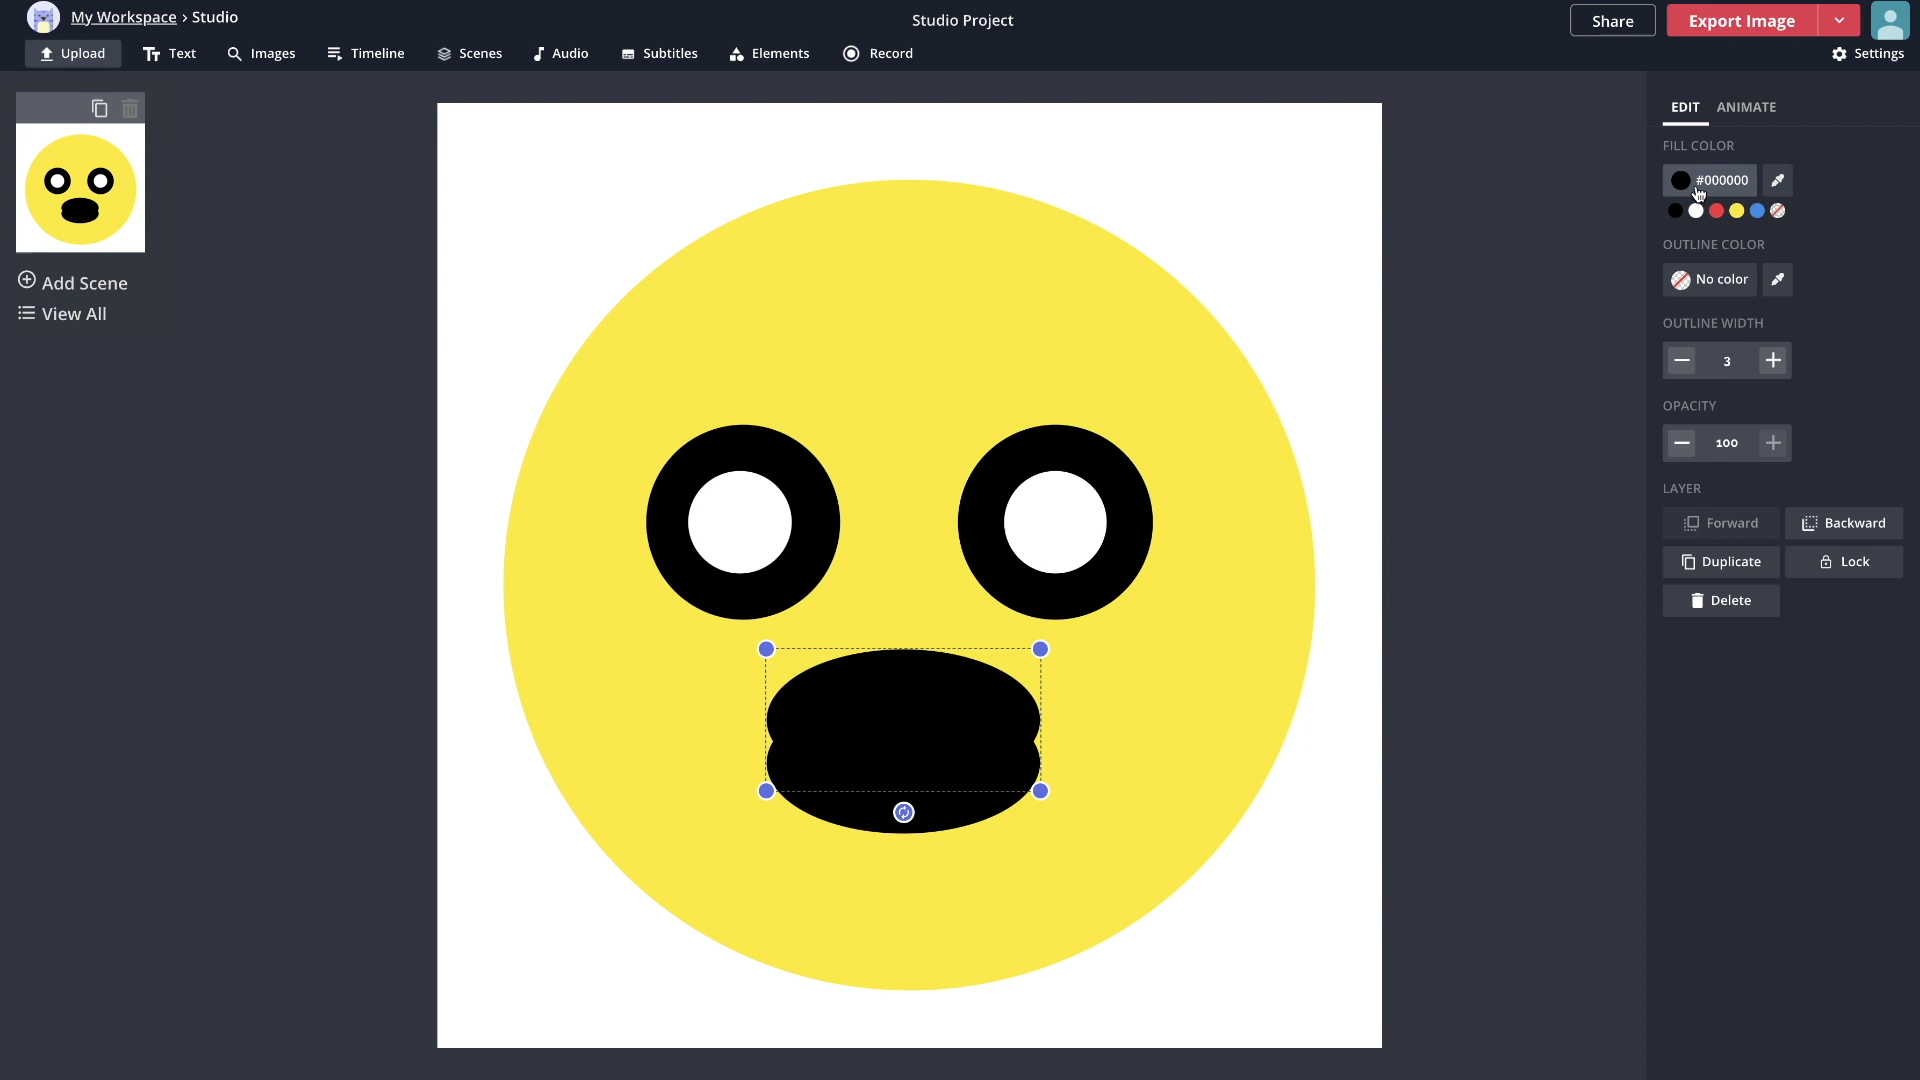 My Workspace › Studio
Studio Project
Share
Export Image
Upload
Text
Images
Timeline
Scenes
Audio
Subtitles
Elements
Record
Settings
Add Scene
View All
EDIT
ANIMATE
FILL COLOR
#000000
OUTLINE COLOR
No color
OUTLINE WIDTH
3
OPACITY
100
LAYER
Forward
Backward
Duplicate
Lock
Delete